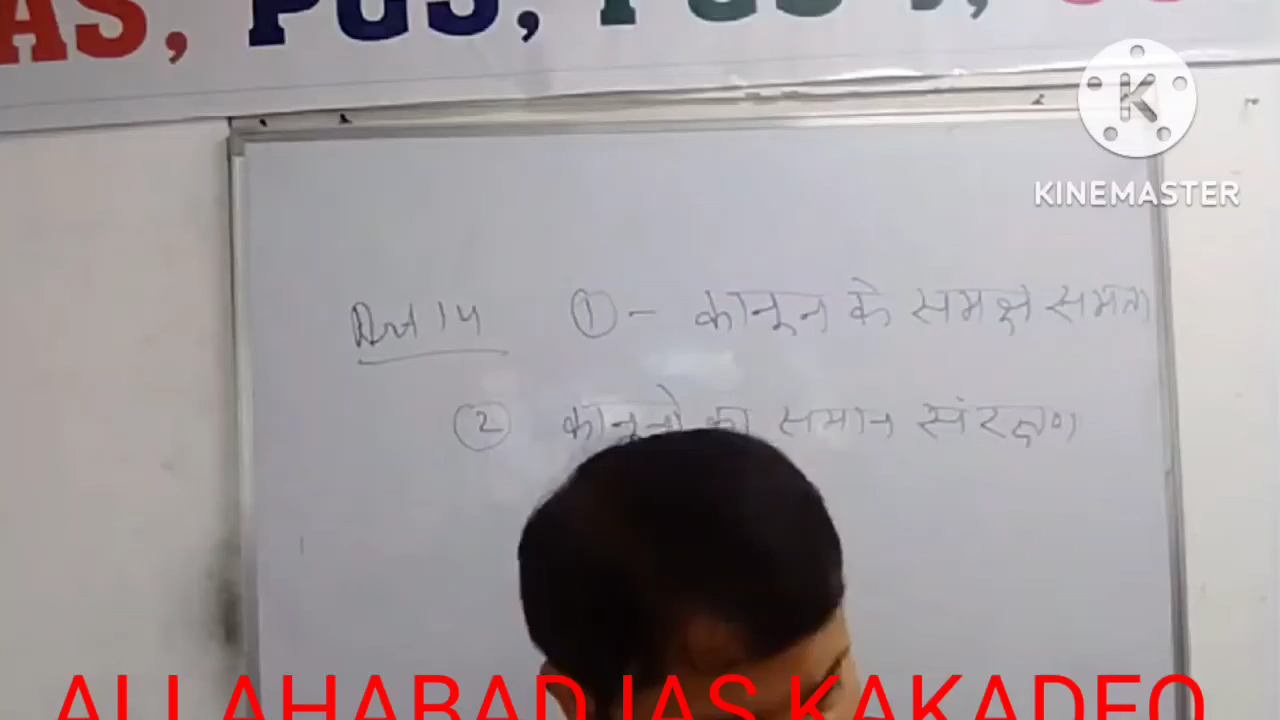 AS, PCS,
KINEMASTER
Art 14 ① - कानून के समक्ष समता
② कानूनो का समान संरक्षण
ALLAHABAD IAS KAKADEO